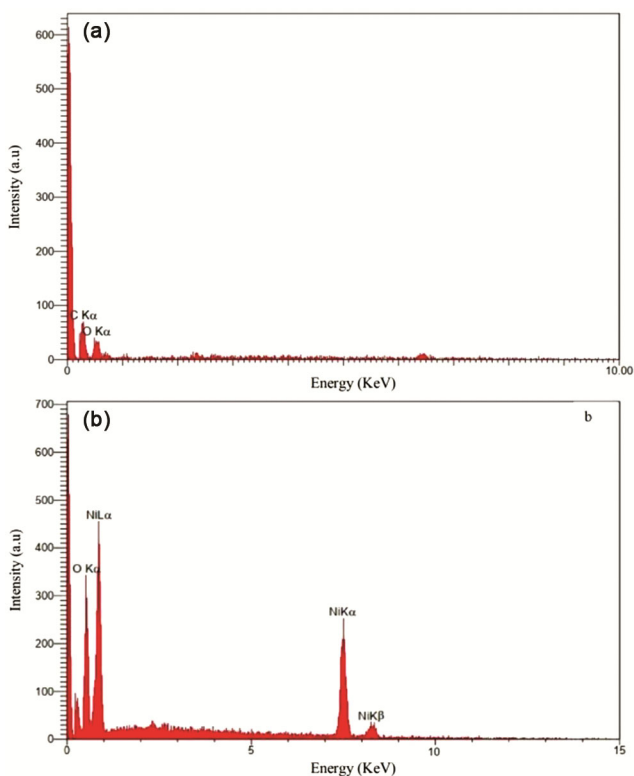 (a)
600
500
400
300
200
100
0
Intensity (a.u)
C Kα
O Kα
0
10.00
Energy (KeV)
(b)
b
700
600
500
400
300
200
100
0
Intensity (a.u)
O Kα
NiLα
NiKα
NiKβ
0
5
10
15
Energy (KeV)